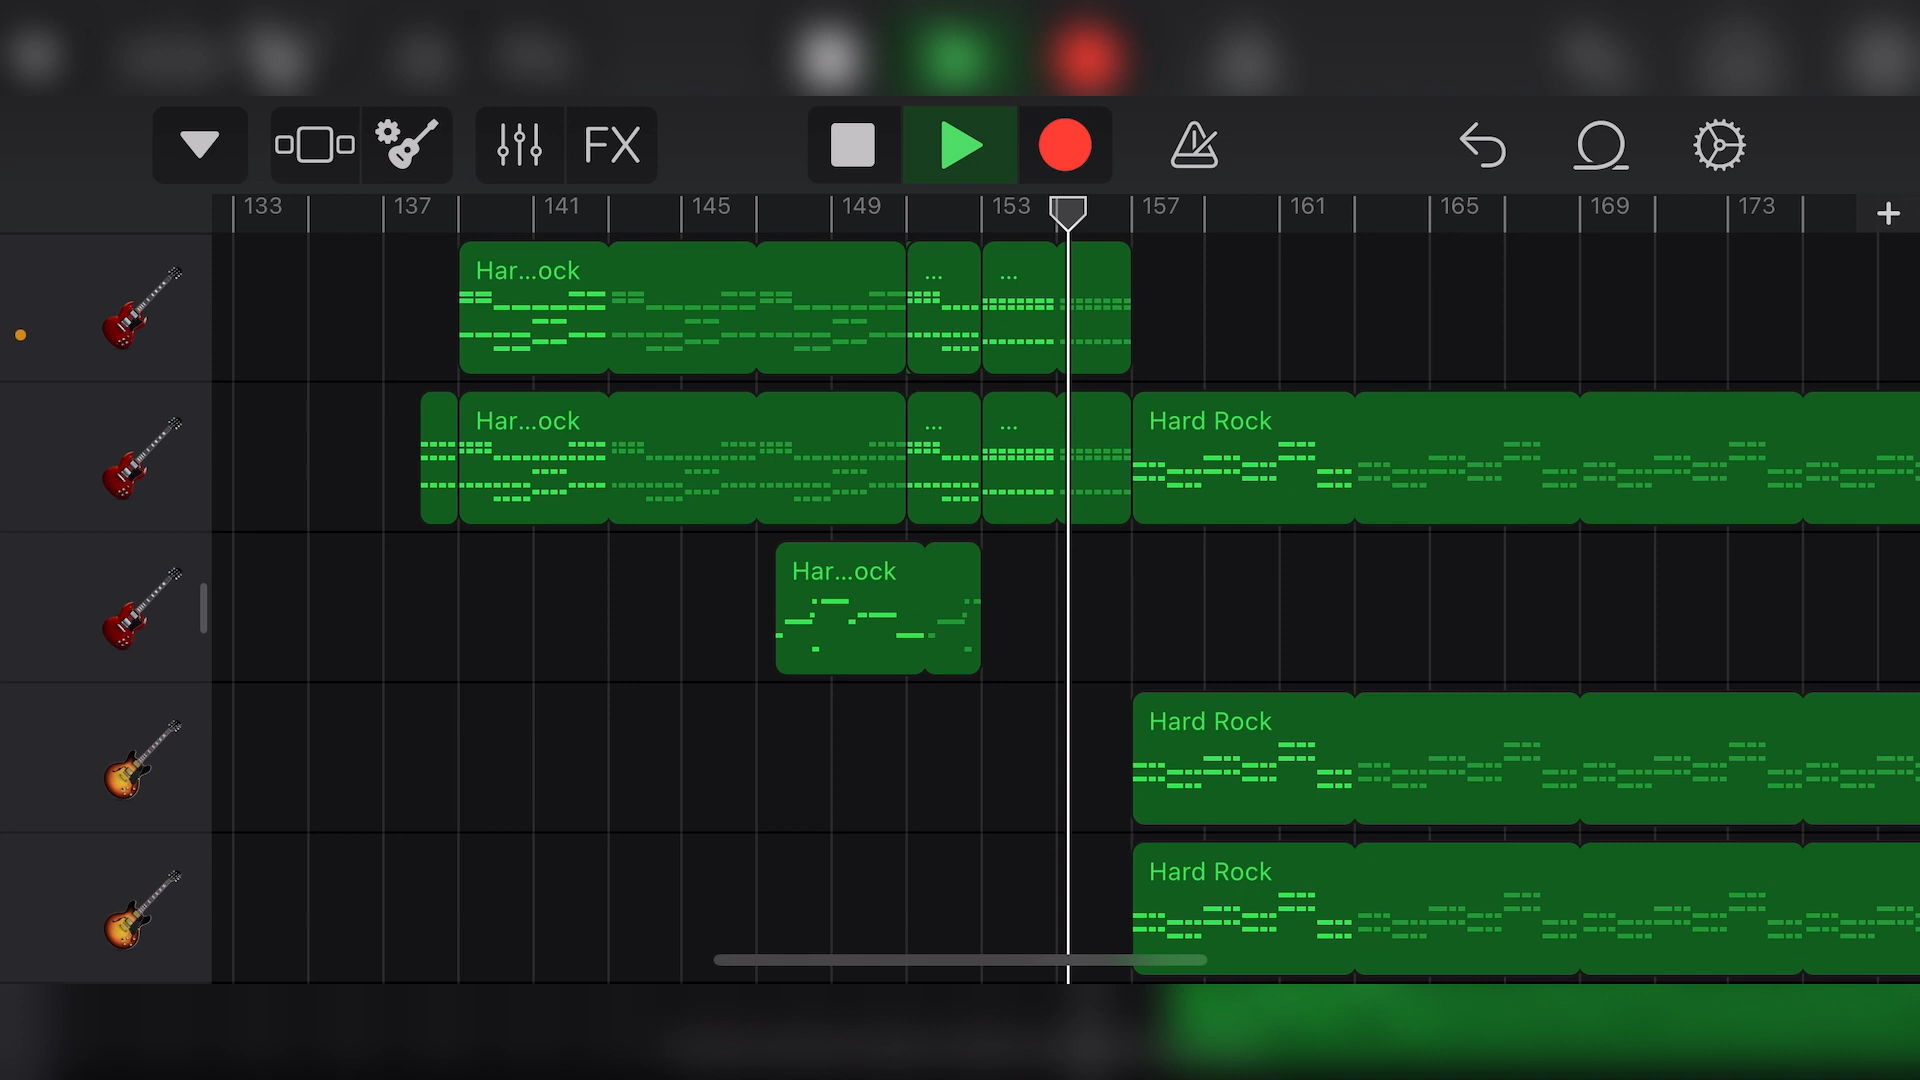 FX
133 137 141 145 149 153 157 161 165 169 173 +
Har...ock ... ...
Har...ock ... ... Hard Rock
Har...ock
Hard Rock
Hard Rock